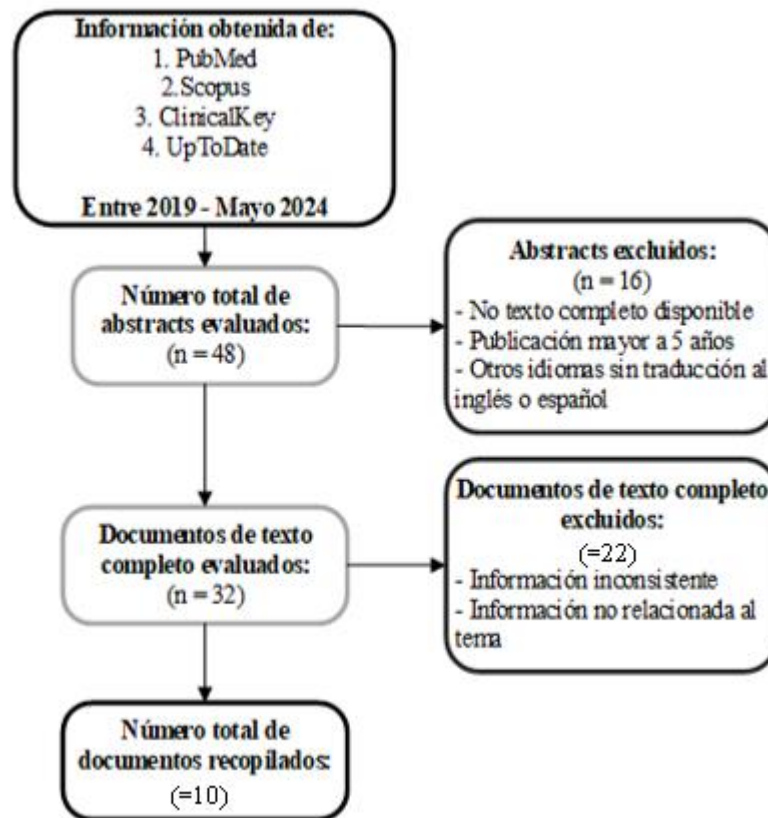 Información obtenida de:
1. PubMed
2.Scopus
3. ClinicalKey
4. UpToDate
Entre 2019 - Mayo 2024
Número total de
abstracts evaluados:
(n = 48)
Abstracts excluidos:
(n = 16)
- No texto completo disponible
- Publicación mayor a 5 años
- Otros idiomas sin traducción al
inglés o español
Documentos de texto
completo evaluados:
(n = 32)
Documentos de texto completo
excluidos:
(=22)
- Información inconsistente
- Información no relacionada al
tema
Número total de
documentos recopilados:
(=10)